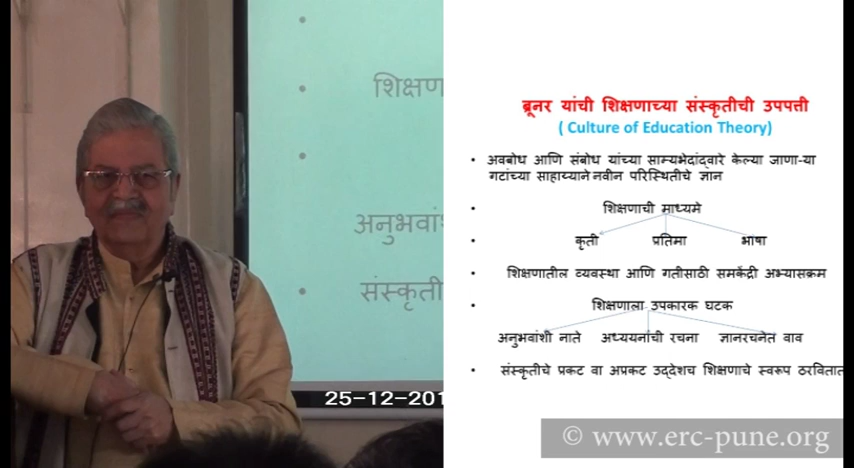 शिक्षण
अनुभवांश
संस्कृती
25-12-201
ब्रूनर यांची शिक्षणाच्या संस्कृतीची उपपत्ती
( Culture of Education Theory)
• अवबोध आणि संबोध यांच्या साम्यभेदांद्वारे केल्या जाणा-या
गटांच्या साहाय्याने नवीन परिस्थितीचे ज्ञान
• शिक्षणाची माध्यमे
• कृती प्रतिमा भाषा
• शिक्षणातील व्यवस्था आणि गतीसाठी समकेंद्री अभ्यासक्रम
• शिक्षणाला उपकारक घटक
अनुभवांशी नाते अध्ययनाची रचना ज्ञानरचनेत वाव
• संस्कृतीचे प्रकट वा अप्रकट उद्देशच शिक्षणाचे स्वरूप ठरवितात
© www.erc-pune.org